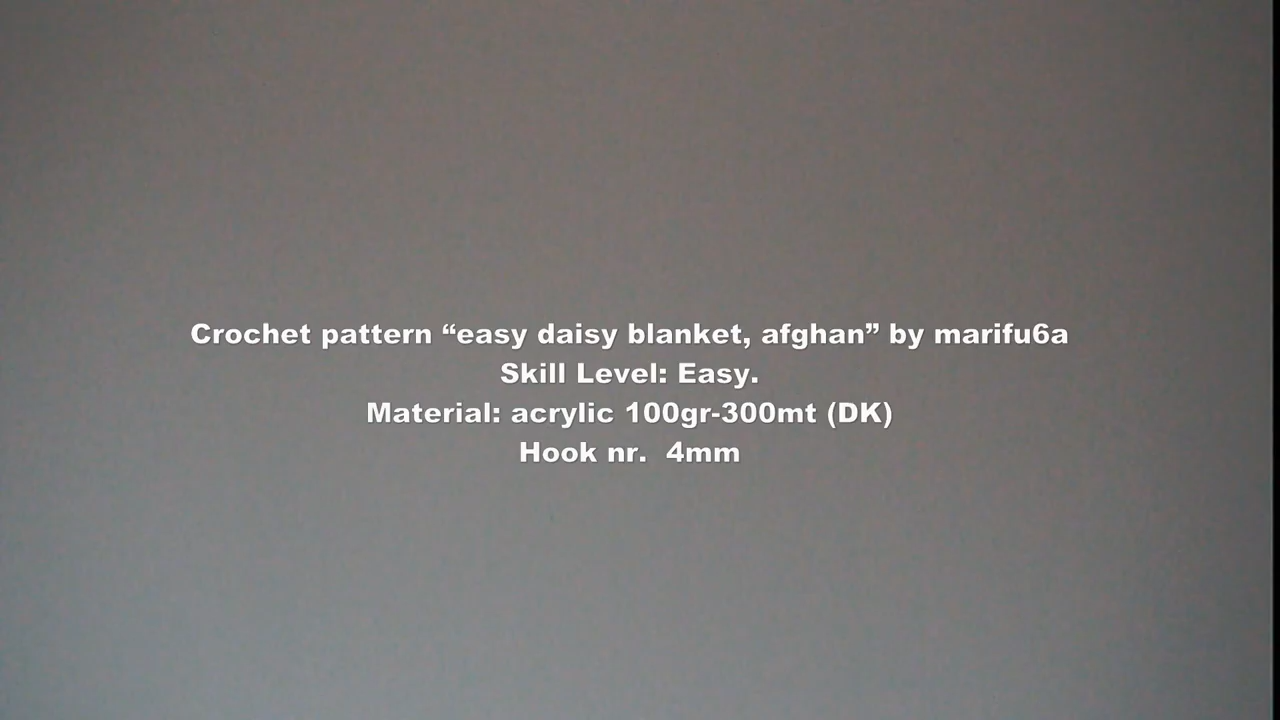 Crochet pattern “easy daisy blanket, afghan” by marifu6a
Skill Level: Easy.
Material: acrylic 100gr-300mt (DK)
Hook nr.  4mm